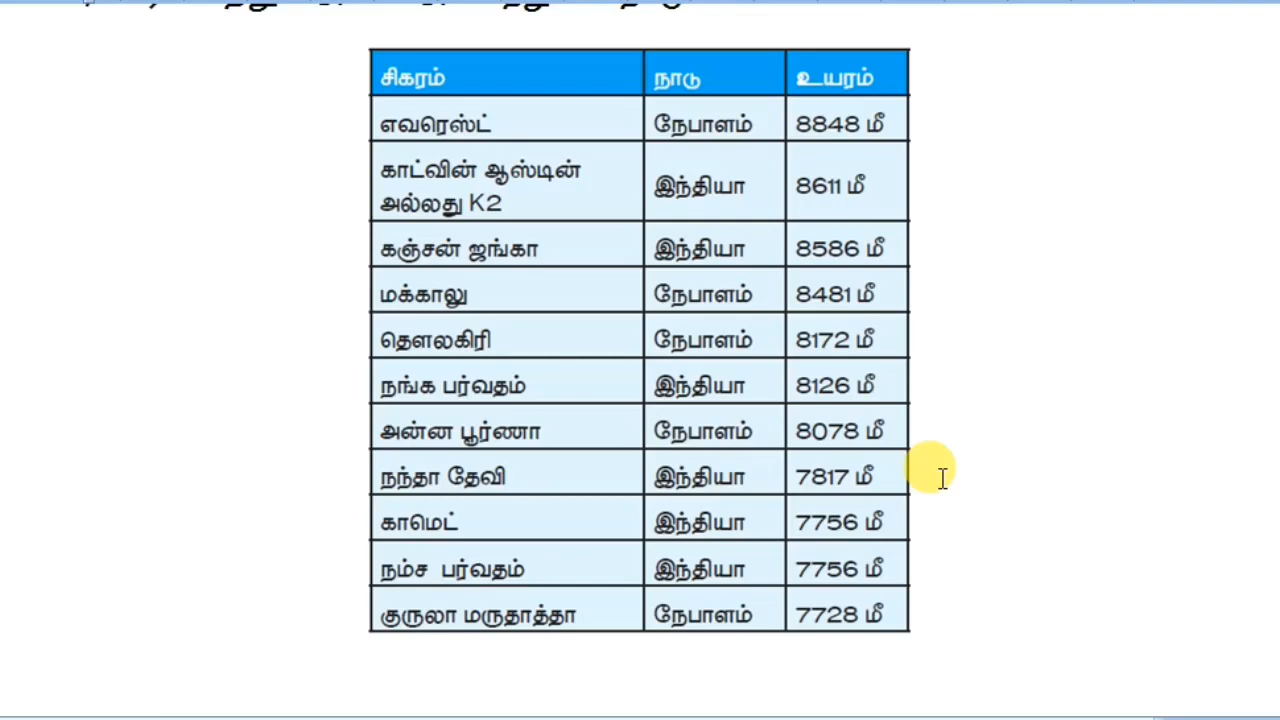 சிகரம் நாடு உயரம்
எவரெஸ்ட் நேபாளம் 8848 மீ
காட்வின் ஆஸ்டின்
அல்லது K2 இந்தியா 8611 மீ
கஞ்சன் ஜங்கா இந்தியா 8586 மீ
மக்காலு நேபாளம் 8481 மீ
தௌலகிரி நேபாளம் 8172 மீ
நங்க பர்வதம் இந்தியா 8126 மீ
அன்ன பூர்ணா நேபாளம் 8078 மீ
நந்தா தேவி இந்தியா 7817 மீ
காமெட் இந்தியா 7756 மீ
நம்ச பர்வதம் இந்தியா 7756 மீ
குருலா மருதாத்தா நேபாளம் 7728 மீ